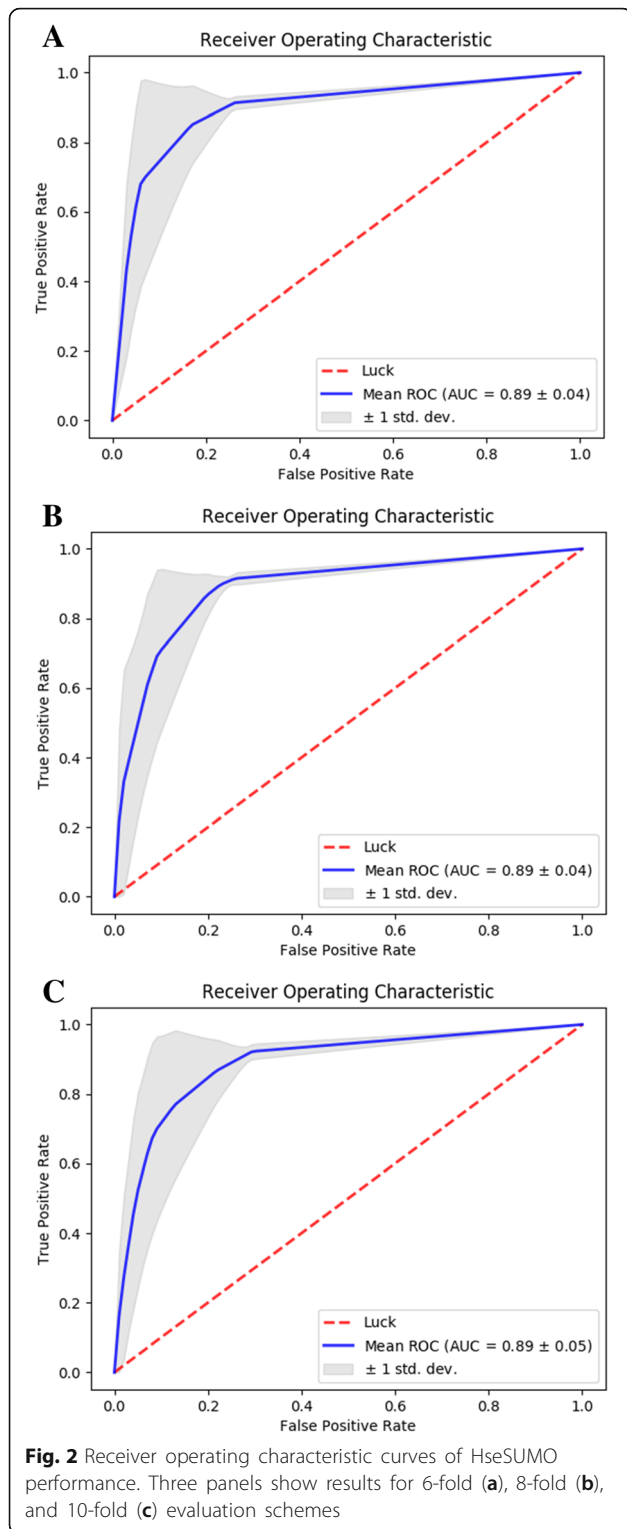 A
Receiver Operating Characteristic
1.0
0.8
0.6
0.4
0.2
0.0
True Positive Rate
Luck
Mean ROC (AUC = 0.89 ± 0.04)
± 1 std. dev.
0.0 0.2 0.4 0.6 0.8 1.0
False Positive Rate
B
Receiver Operating Characteristic
1.0
0.8
0.6
0.4
0.2
0.0
True Positive Rate
Luck
Mean ROC (AUC = 0.89 ± 0.04)
± 1 std. dev.
0.0 0.2 0.4 0.6 0.8 1.0
False Positive Rate
C
Receiver Operating Characteristic
1.0
0.8
0.6
0.4
0.2
0.0
True Positive Rate
Luck
Mean ROC (AUC = 0.89 ± 0.05)
± 1 std. dev.
0.0 0.2 0.4 0.6 0.8 1.0
False Positive Rate
Fig. 2 Receiver operating characteristic curves of HseSUMO
performance. Three panels show results for 6-fold (a), 8-fold (b),
and 10-fold (c) evaluation schemes